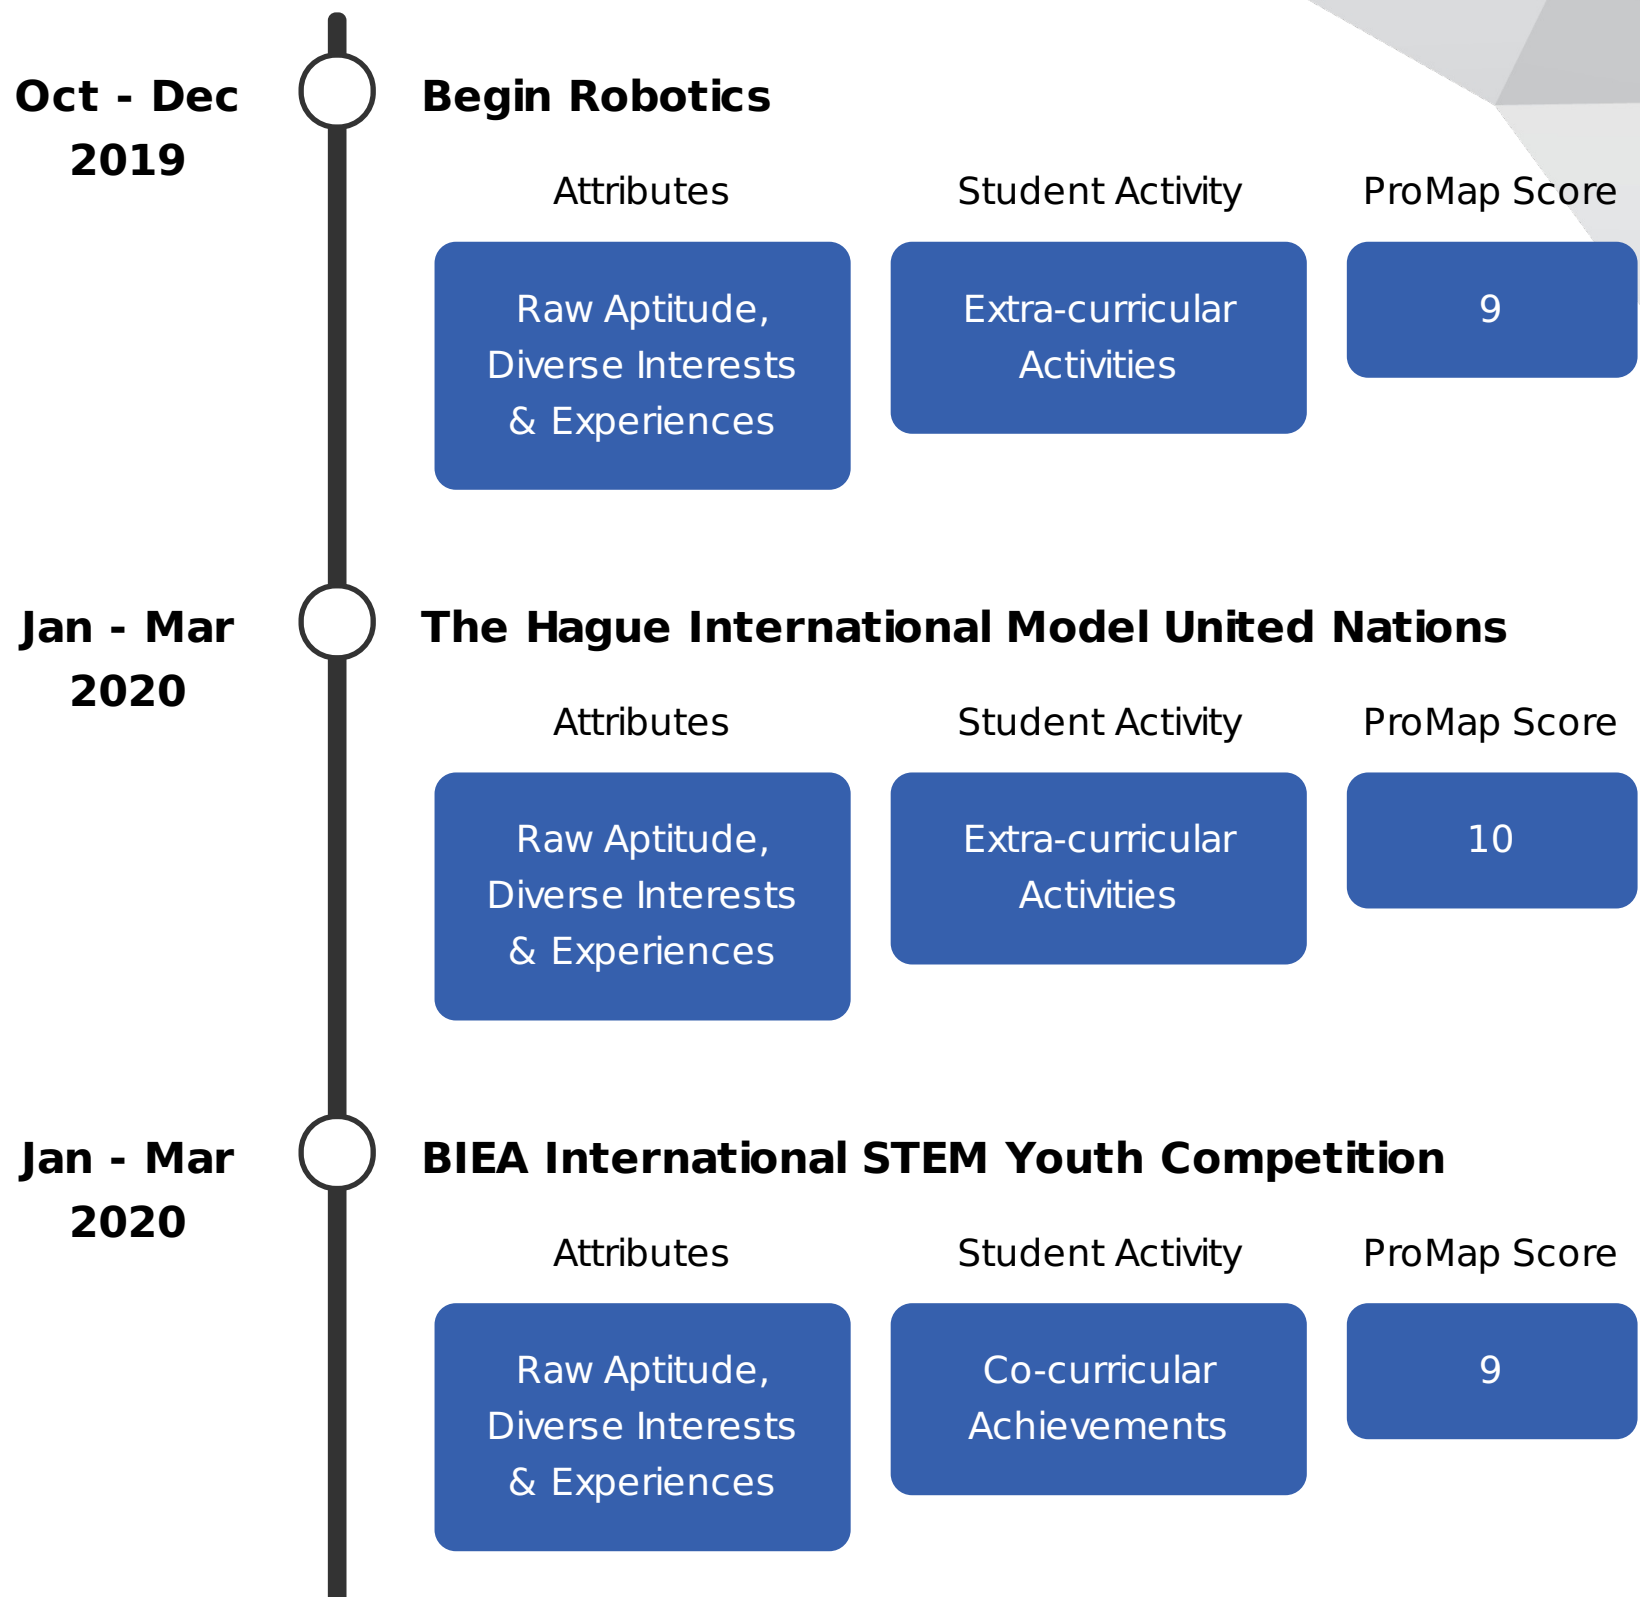 Oct - Dec
2019
Begin Robotics
Attributes
Student Activity
ProMap Score
Raw Aptitude,
Diverse Interests
& Experiences
Extra-curricular
Activities
9
Jan - Mar
2020
The Hague International Model United Nations
Attributes
Student Activity
ProMap Score
Raw Aptitude,
Diverse Interests
& Experiences
Extra-curricular
Activities
10
Jan - Mar
2020
BIEA International STEM Youth Competition
Attributes
Student Activity
ProMap Score
Raw Aptitude,
Diverse Interests
& Experiences
Co-curricular
Achievements
9